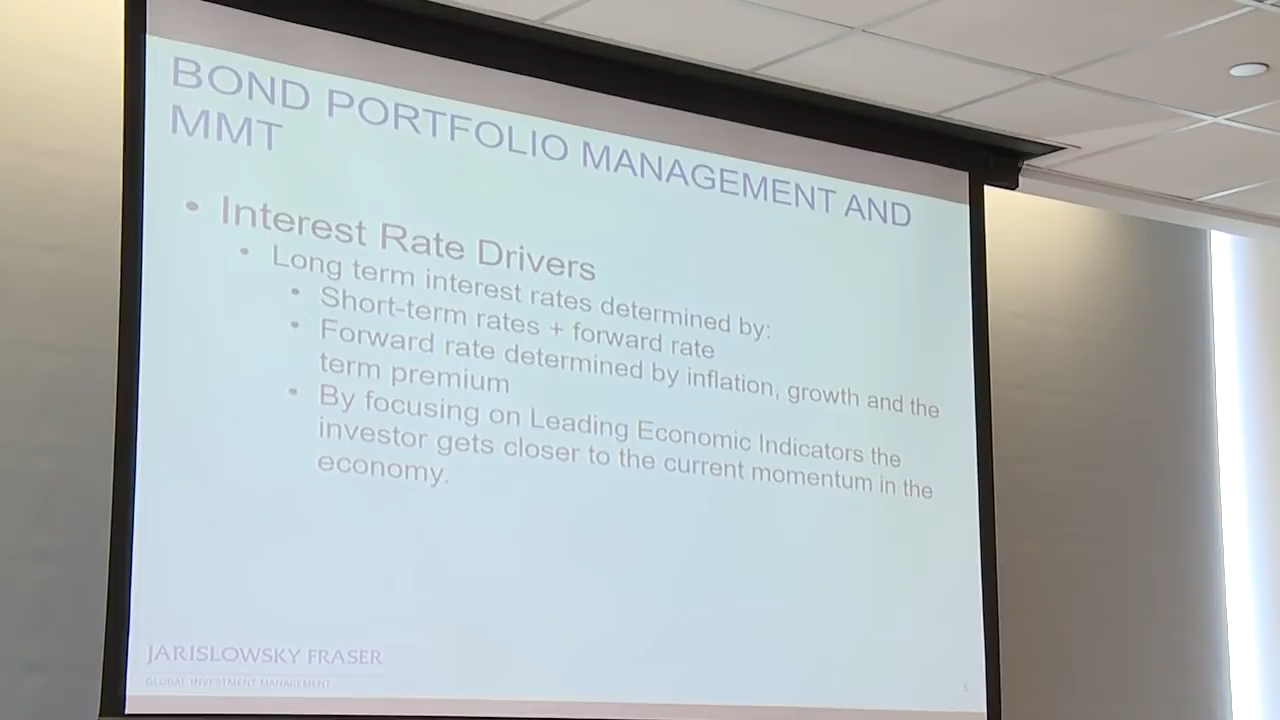 BOND PORTFOLIO MANAGEMENT AND
MMT
• Interest Rate Drivers
• Long term interest rates determined by:
• Short-term rates + forward rate
• Forward rate determined by inflation, growth and the
term premium
• By focusing on Leading Economic Indicators the
investor gets closer to the current momentum in the
economy.
JARISLOWSKY FRASER
GLOBAL INVESTMENT MANAGEMENT